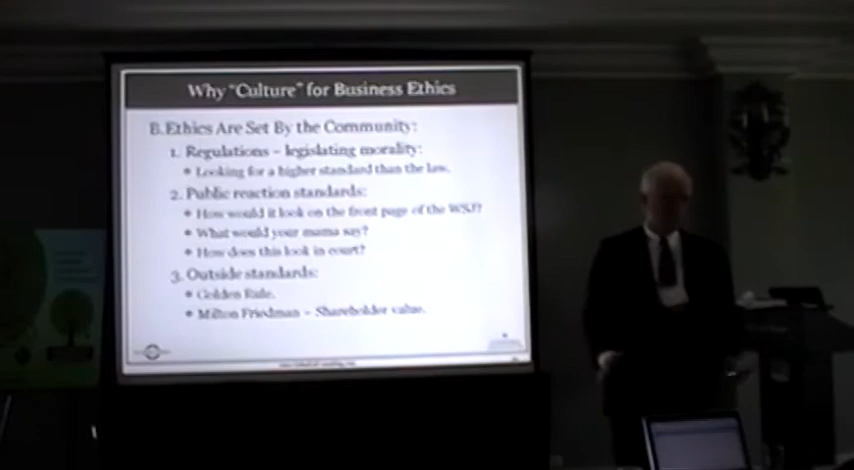 Why "Culture" for Business Ethics
B. Ethics Are Set By the Community:
1. Regulations – legislating morality:
• Looking for a higher standard than the law.
2. Public reaction standards:
• How would it look on the front page of the WSJ?
• What would your mama say?
• How does this look in court?
3. Outside standards:
• Golden Rule.
• Milton Friedman – Shareholder value.